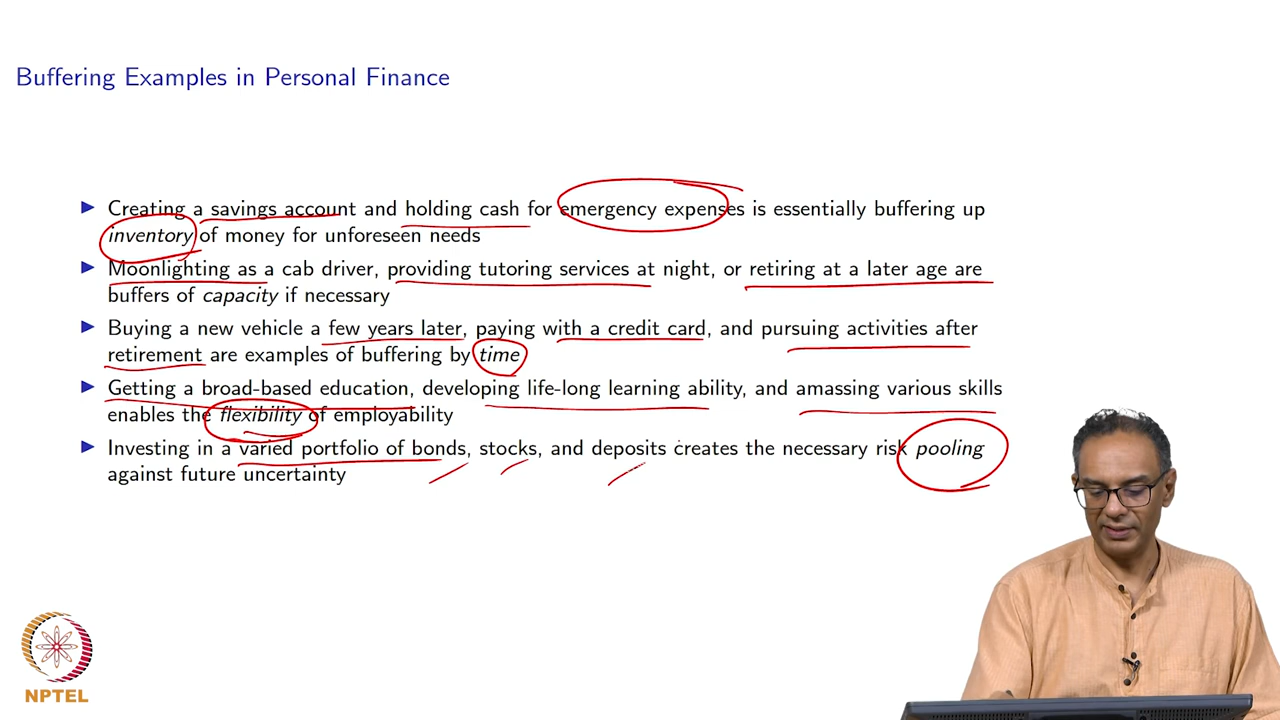 Buffering Examples in Personal Finance
▶ Creating a savings account and holding cash for emergency expenses is essentially buffering up
inventory of money for unforeseen needs
▶ Moonlighting as a cab driver, providing tutoring services at night, or retiring at a later age are
buffers of capacity if necessary
▶ Buying a new vehicle a few years later, paying with a credit card, and pursuing activities after
retirement are examples of buffering by time
▶ Getting a broad-based education, developing life-long learning ability, and amassing various skills
enables the flexibility of employability
▶ Investing in a varied portfolio of bonds, stocks, and deposits creates the necessary risk pooling
against future uncertainty
NPTEL